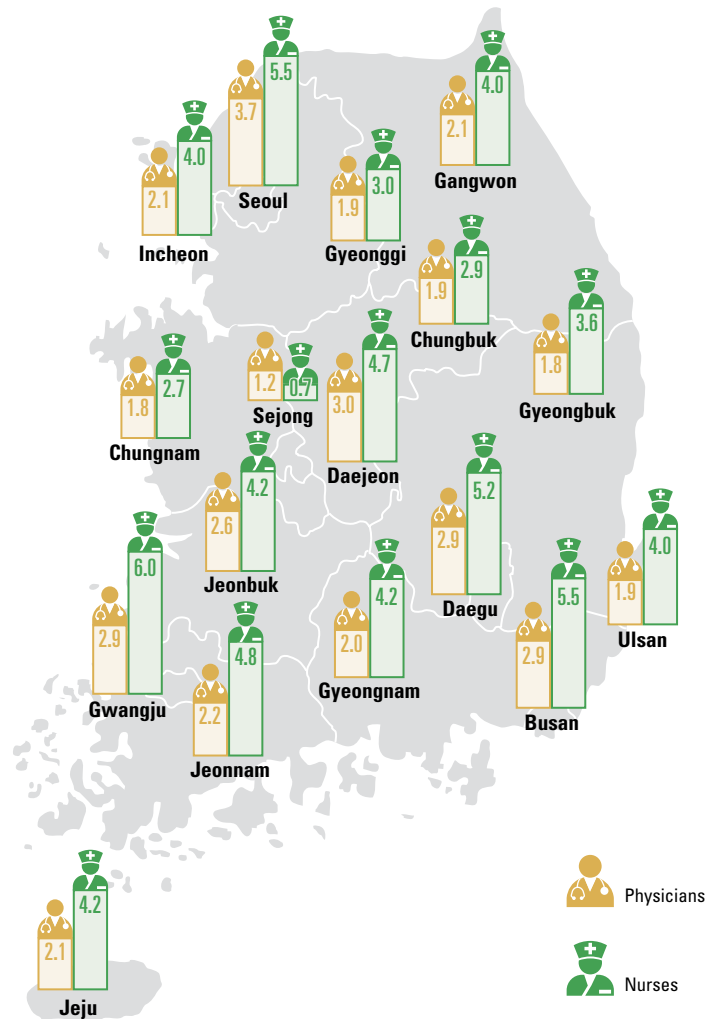 5.5
3.7
Seoul
4.0
2.1
Gangwon
4.0
2.1
Incheon
3.0
1.9
Gyeonggi
2.9
1.9
Chungbuk
3.6
1.8
Gyeongbuk
2.7
1.8
Chungnam
1.2
0.7
Sejong
4.7
3.0
Daejeon
4.2
2.6
Jeonbuk
5.2
2.9
Daegu
4.0
1.9
Ulsan
6.0
2.9
Gwangju
4.8
2.2
Jeonnam
4.2
2.0
Gyeongnam
5.5
2.9
Busan
4.2
2.1
Jeju
Physicians
Nurses